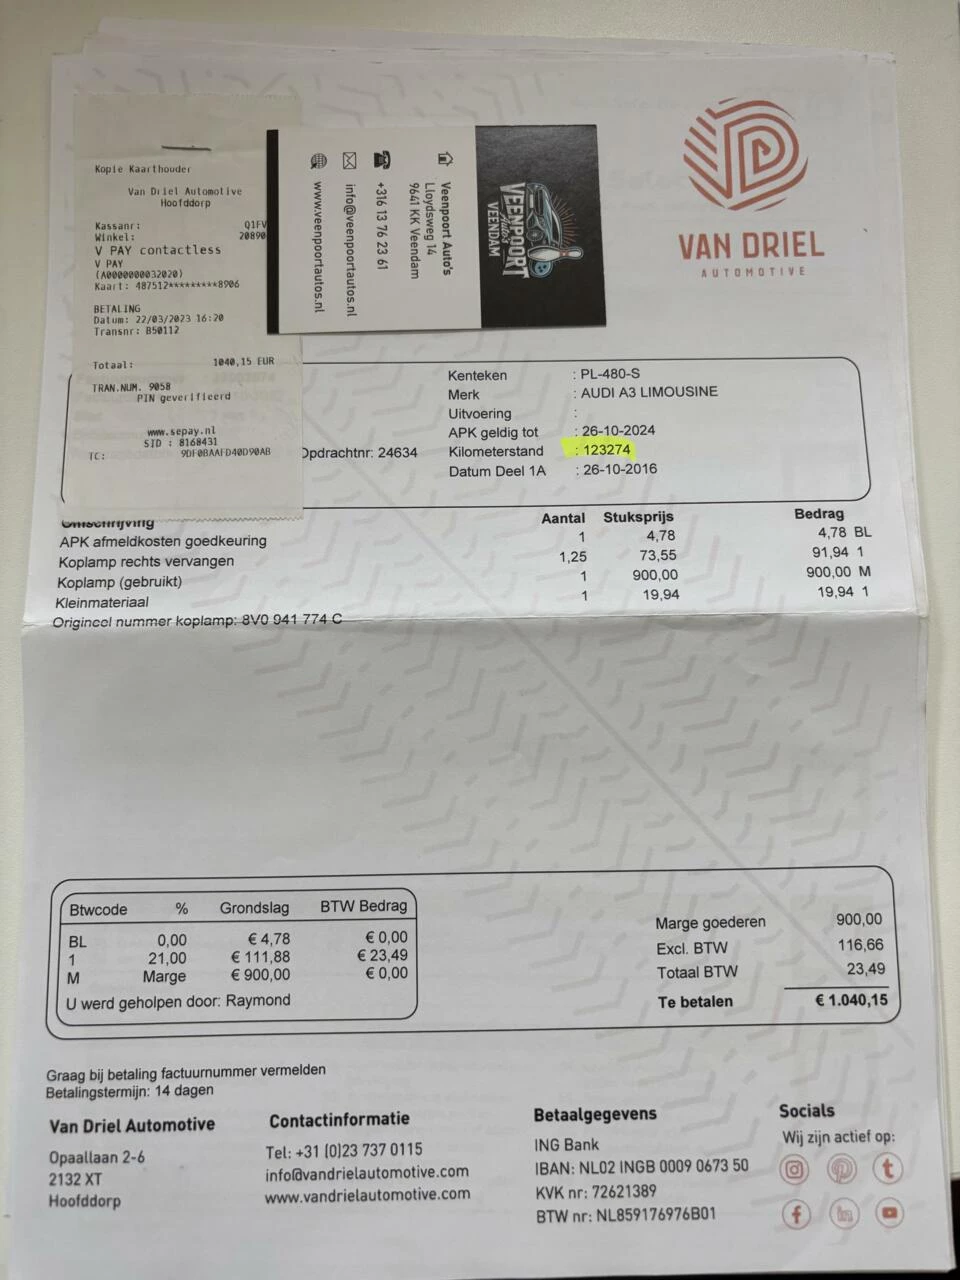 Kopie Kaarthouder
Van Driel Automotive
Hoofddorp
Kassanr: Q1FV
Winkel: 20890
V PAY contactless
V PAY
(A0000000032020)
Kaart: 487512*********8906
BETALING
Datum: 22/03/2023 16:20
Transnr: B50112
Totaal: 1040,15 EUR
TRAN.NUM. 9058
PIN geverifieerd
www.sepay.nl
SID : 8168431
TC: 9DF0BAAFD40D90AB
VEENPOORT
Auto's
VEENDAM
Veenpoort Auto's
Lloydsweg 14
9641 KK Veendam
+316 13 76 23 61
info@veenpoortautos.nl
www.veenpoortautos.nl
VAN DRIEL
AUTOMOTIVE
Kenteken : PL-480-S
Merk : AUDI A3 LIMOUSINE
Uitvoering :
APK geldig tot : 26-10-2024
Opdrachtnr: 24634 Kilometerstand : 123274
Datum Deel 1A : 26-10-2016
Omschrijving Aantal Stuksprijs Bedrag
APK afmeldkosten goedkeuring 1 4,78 4,78 BL
Koplamp rechts vervangen 1,25 73,55 91,94 1
Koplamp (gebruikt) 1 900,00 900,00 M
Kleinmateriaal 1 19,94 19,94 1
Origineel nummer koplamp: 8V0 941 774 C
Btwcode % Grondslag BTW Bedrag
BL 0,00 € 4,78 € 0,00
1 21,00 € 111,88 € 23,49
M Marge € 900,00 € 0,00
U werd geholpen door: Raymond
Marge goederen 900,00
Excl. BTW 116,66
Totaal BTW 23,49
Te betalen € 1.040,15
Graag bij betaling factuurnummer vermelden
Betalingstermijn: 14 dagen
Van Driel Automotive
Opaallaan 2-6
2132 XT
Hoofddorp
Contactinformatie
Tel: +31 (0)23 737 0115
info@vandrielautomotive.com
www.vandrielautomotive.com
Betaalgegevens
ING Bank
IBAN: NL02 INGB 0009 0673 50
KVK nr: 72621389
BTW nr: NL859176976B01
Socials
Wij zijn actief op: